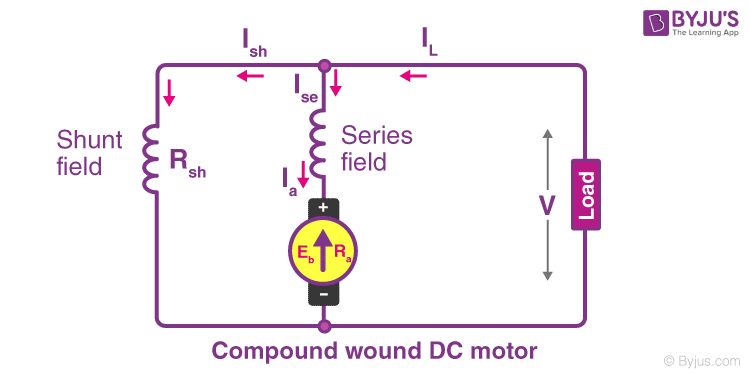 BYJU'S
The Learning App
Ish
IL
Ise
Shunt
field
Rsh
Series
field
Ia
+
Eb
Ra
−
V
Load
Compound wound DC motor
© Byjus.com